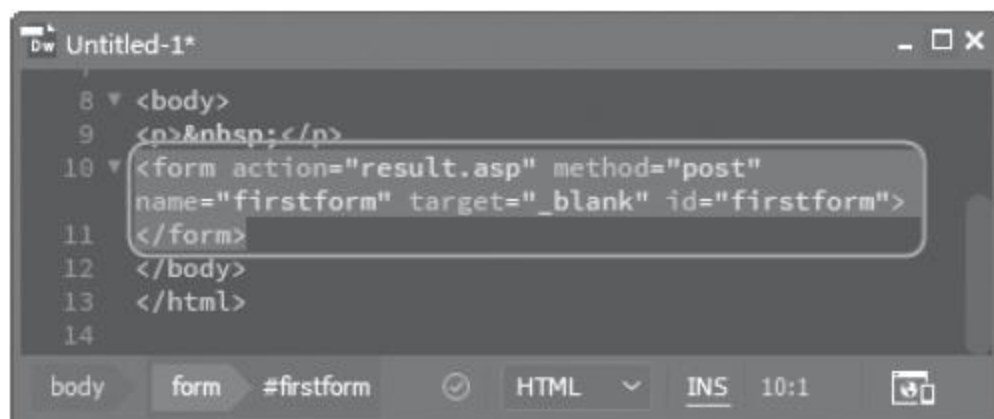 Dw Untitled-1*
8 <body>
9 <p>&nbsp;</p>
10 <form action="result.asp" method="post"
name="firstform" target="_blank" id="firstform">
11 </form>
12 </body>
13 </html>
14
body form #firstform HTML INS 10:1